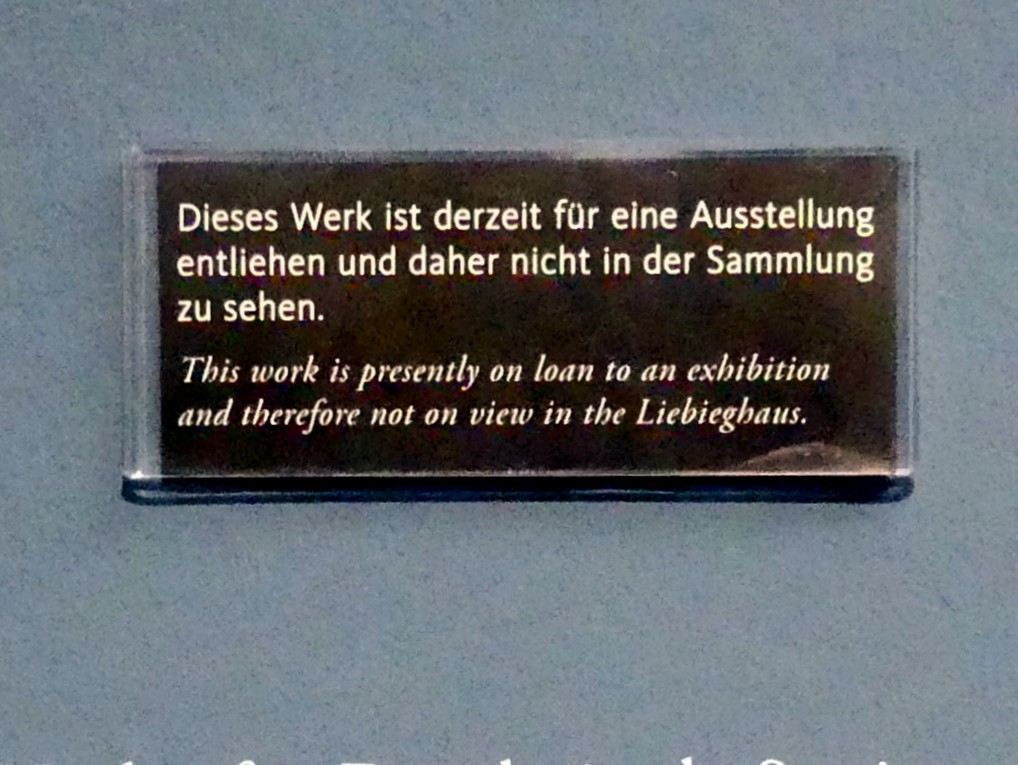 Dieses Werk ist derzeit für eine Ausstellung
entliehen und daher nicht in der Sammlung
zu sehen.
This work is presently on loan to an exhibition
and therefore not on view in the Liebieghaus.